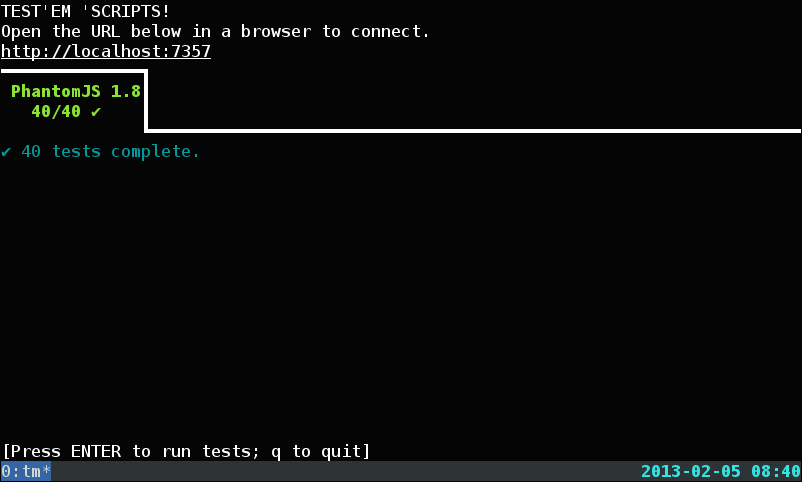 TEST'EM 'SCRIPTS!
Open the URL below in a browser to connect.
http://localhost:7357
PhantomJS 1.8
40/40 ✔
✔ 40 tests complete.
[Press ENTER to run tests; q to quit]
0:tm* 2013-02-05 08:40